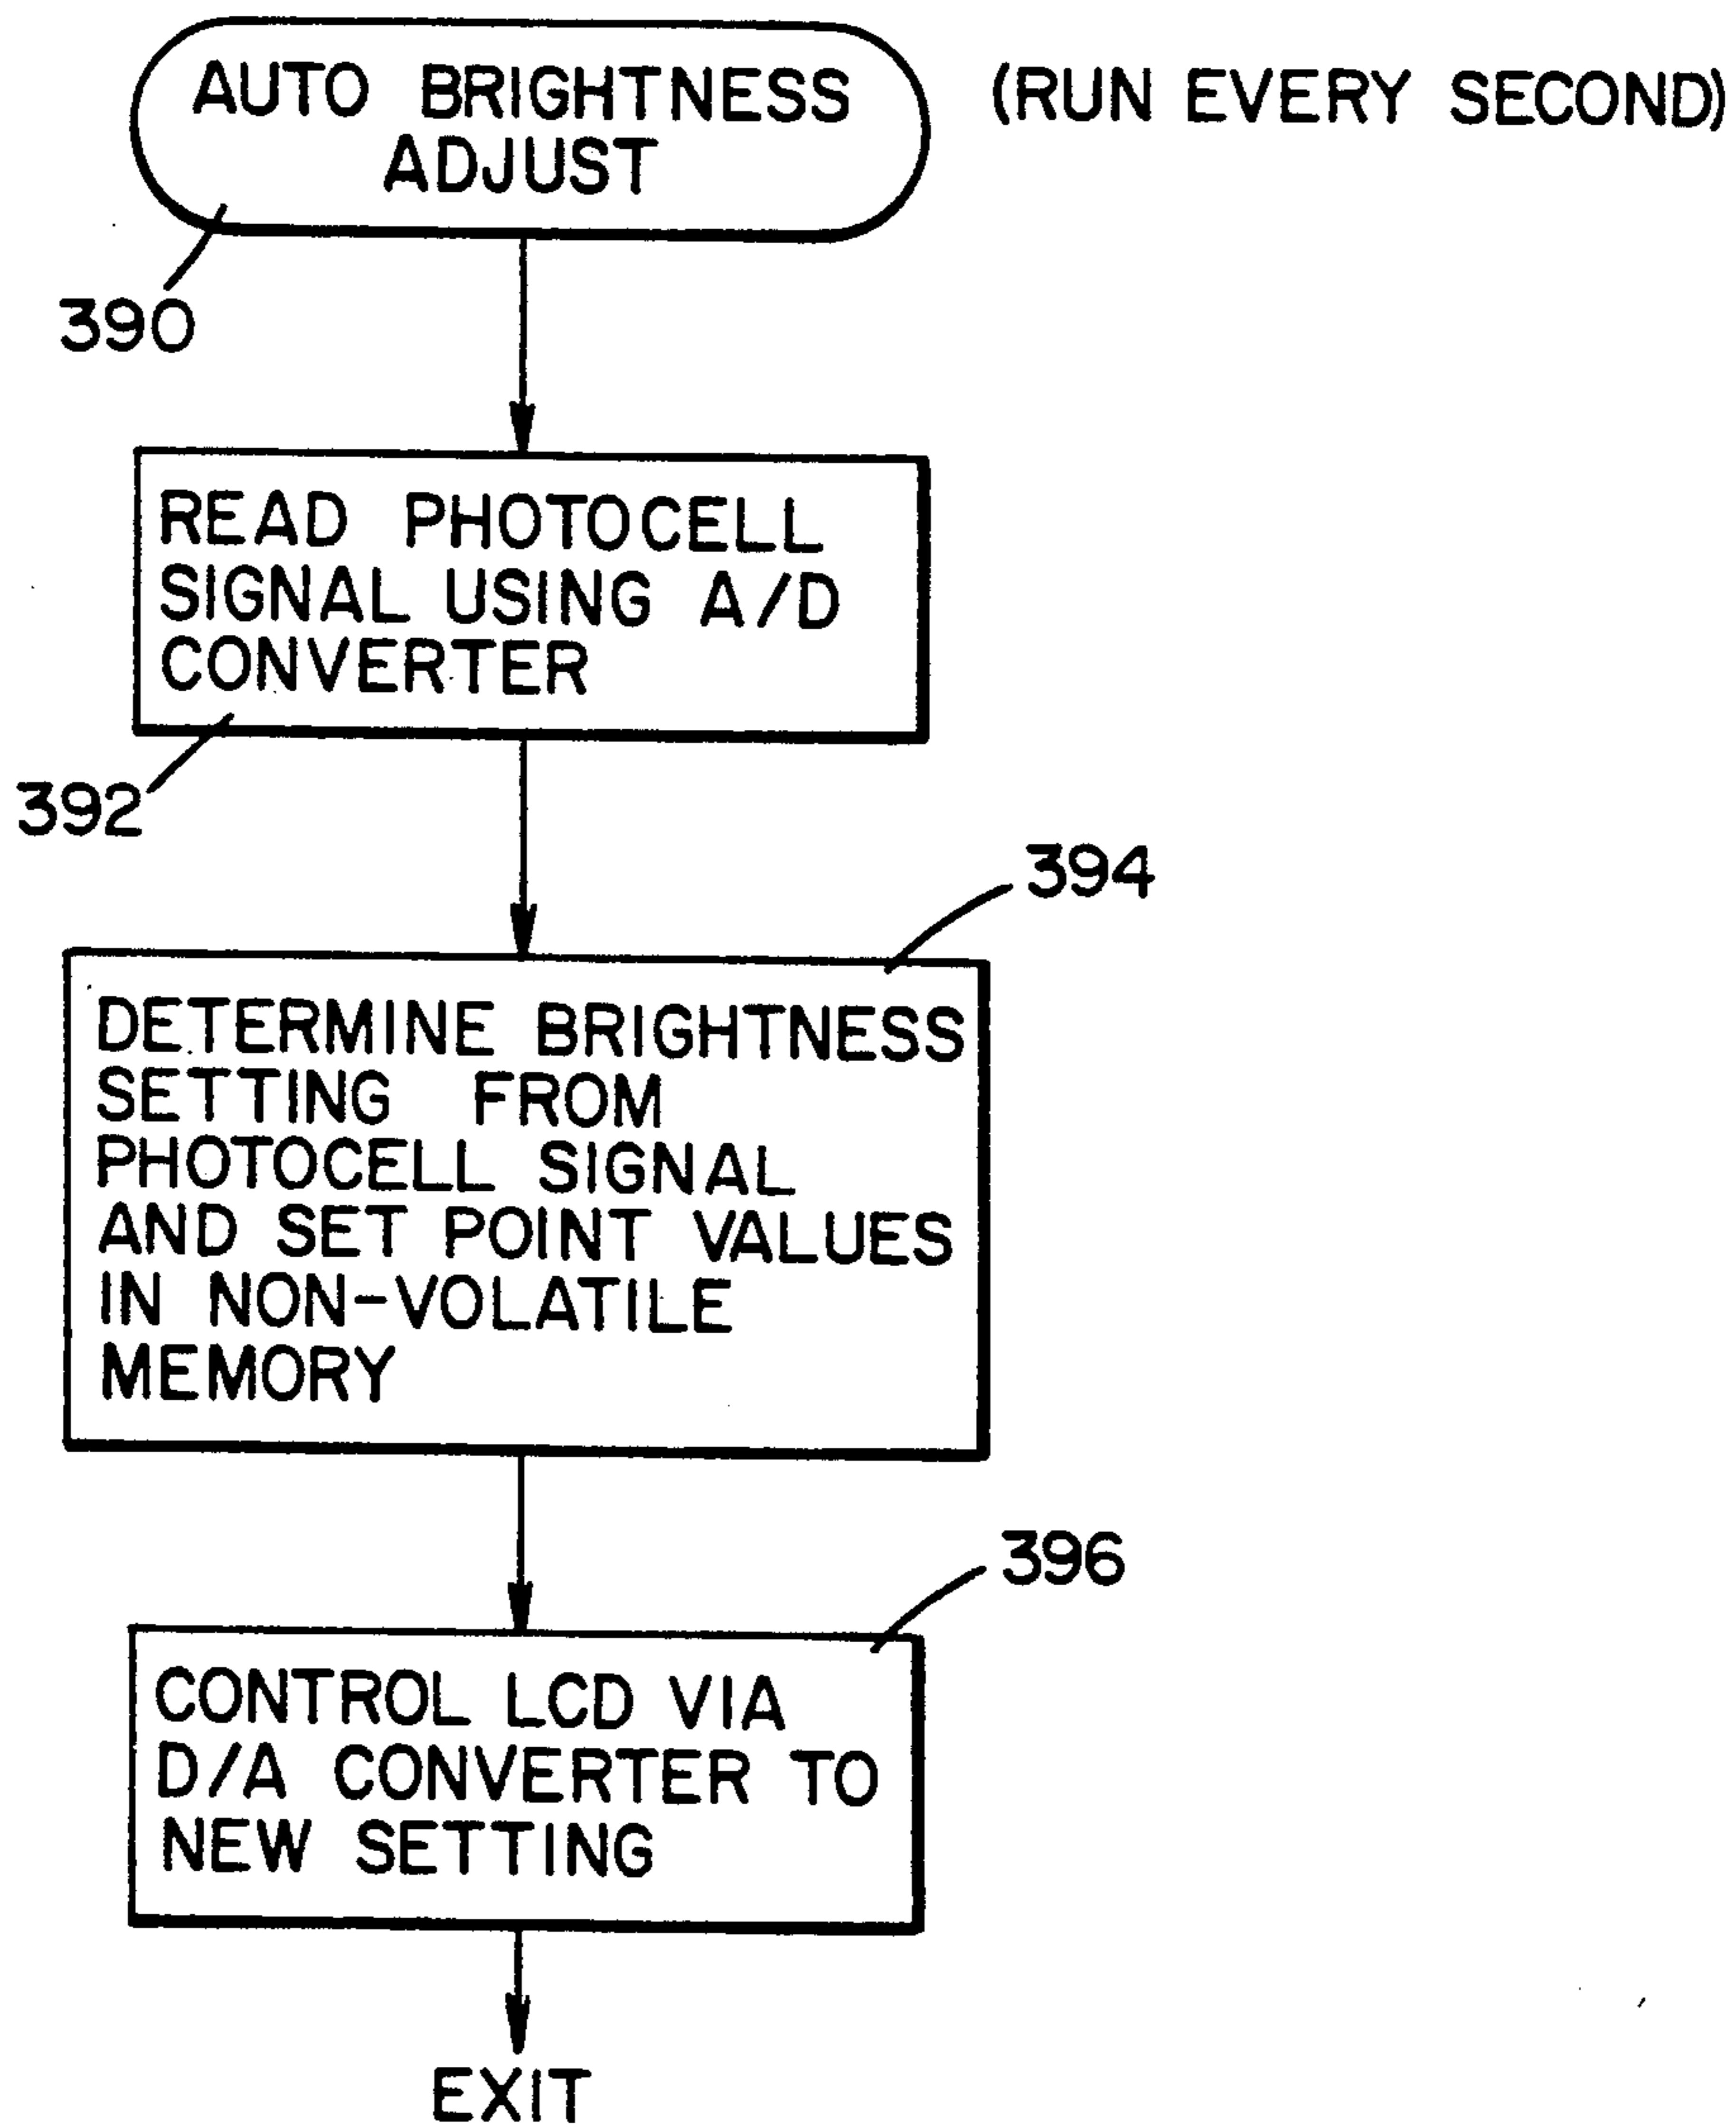 AUTO BRIGHTNESS
ADJUST
(RUN EVERY SECOND)
390
READ PHOTOCELL
SIGNAL USING A/D
CONVERTER
392
394
DETERMINE BRIGHTNESS
SETTING FROM
PHOTOCELL SIGNAL
AND SET POINT VALUES
IN NON-VOLATILE
MEMORY
396
CONTROL LCD VIA
D/A CONVERTER TO
NEW SETTING
EXIT